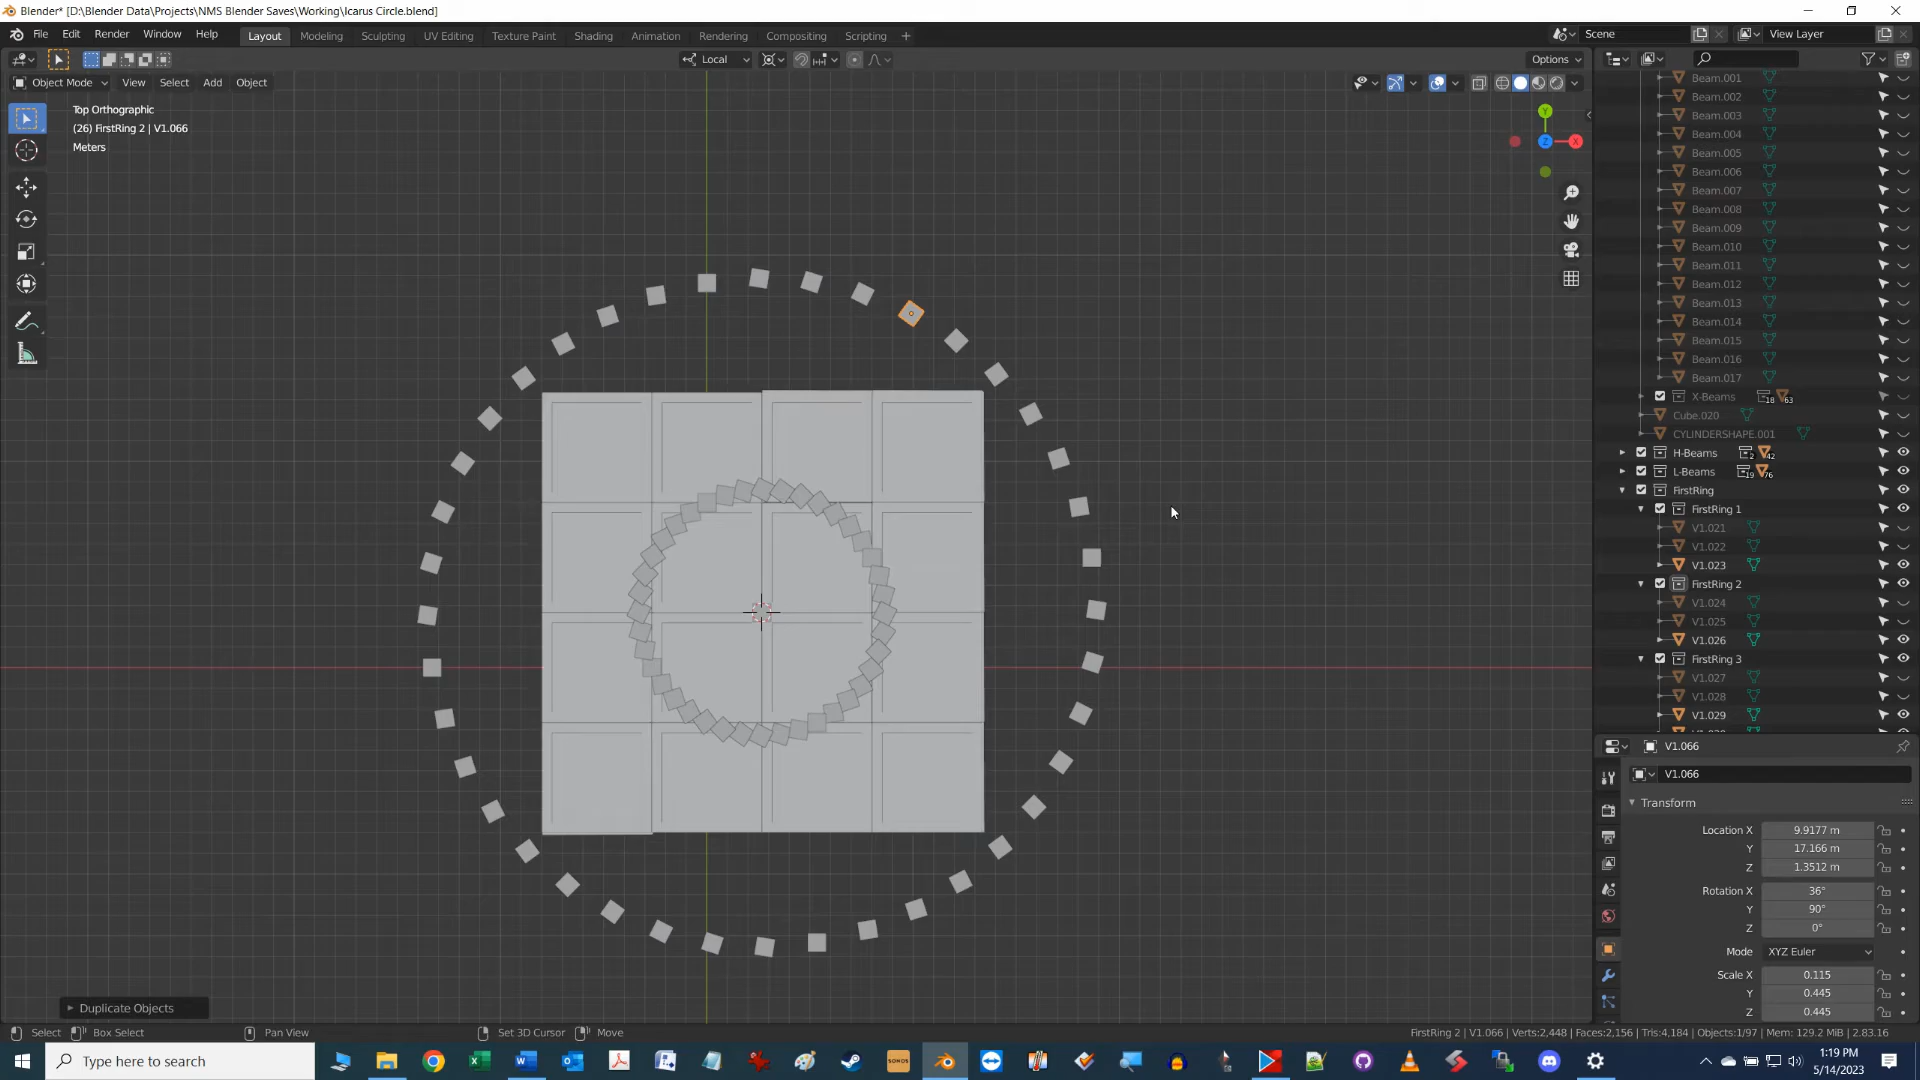 Blender* [D:\Blender Data\Projects\NMS Blender Saves\Working\Icarus Circle.blend]
File Edit Render Window Help Layout Modeling Sculpting UV Editing Texture Paint Shading Animation Rendering Compositing Scripting + Scene View Layer
Local Options
Object Mode View Select Add Object
Top Orthographic
(26) FirstRing 2 | V1.066
Meters
Y
Z
X
Beam.001
Beam.002
Beam.003
Beam.004
Beam.005
Beam.006
Beam.007
Beam.008
Beam.009
Beam.010
Beam.011
Beam.012
Beam.013
Beam.014
Beam.015
Beam.016
Beam.017
X-Beams 18 63
Cube.020
CYLINDERSHAPE.001
H-Beams 2 42
L-Beams 19 76
FirstRing
FirstRing 1
V1.021
V1.022
V1.023
FirstRing 2
V1.024
V1.025
V1.026
FirstRing 3
V1.027
V1.028
V1.029
V1.066
V1.066
Transform
Location X 9.9177 m
Y 17.166 m
Z 1.3512 m
Rotation X 36°
Y 90°
Z 0°
Mode XYZ Euler
Scale X 0.115
Y 0.445
Z 0.445
Duplicate Objects
Select Box Select Pan View Set 3D Cursor Move FirstRing 2 | V1.066 | Verts:2,448 | Faces:2,156 | Tris:4,184 | Objects:1/97 | Mem: 129.2 MiB | 2.83.16
Type here to search
SONOS
1:19 PM
5/14/2023